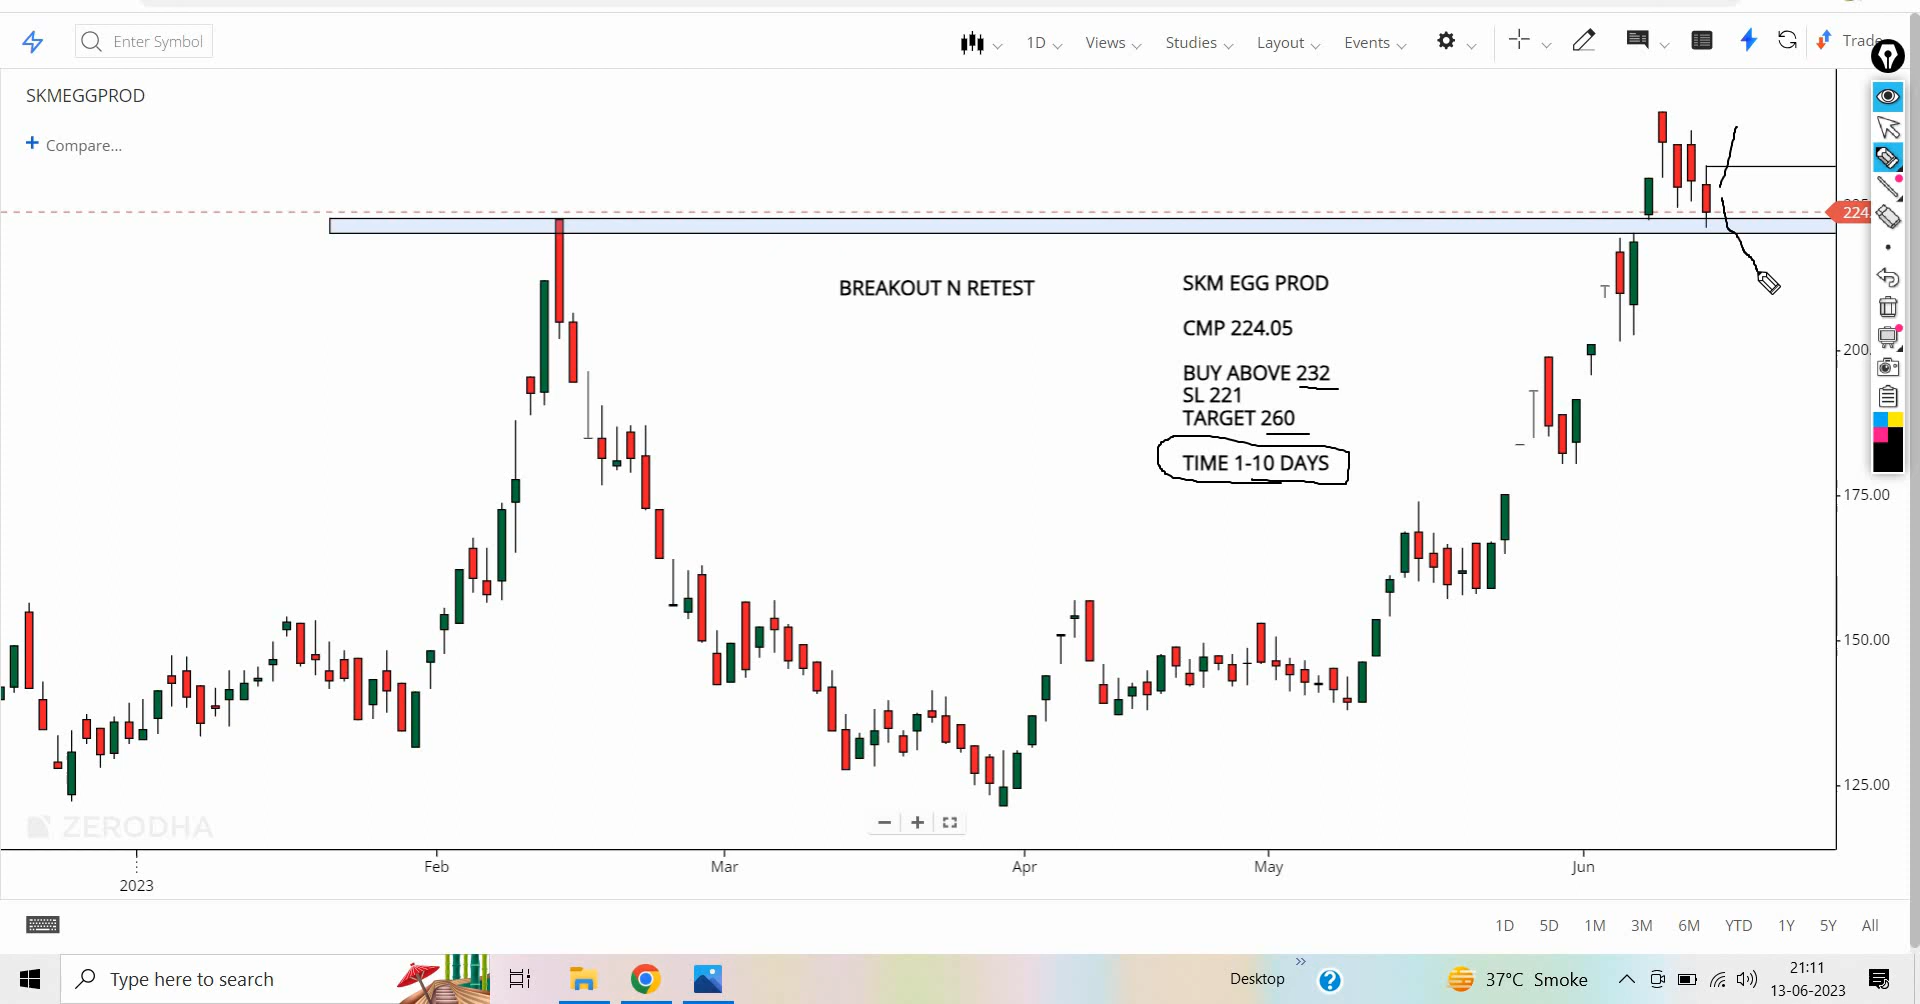 Enter Symbol
1D
Views
Studies
Layout
Events
Trade
SKMEGGPROD
+ Compare...
224.
BREAKOUT N RETEST
SKM EGG PROD
CMP 224.05
BUY ABOVE 232
SL 221
TARGET 260
TIME 1-10 DAYS
200.
175.00
150.00
125.00
ZERODHA
Feb
Mar
Apr
May
Jun
2023
1D
5D
1M
3M
6M
YTD
1Y
5Y
All
Type here to search
Desktop
37°C Smoke
21:11
13-06-2023